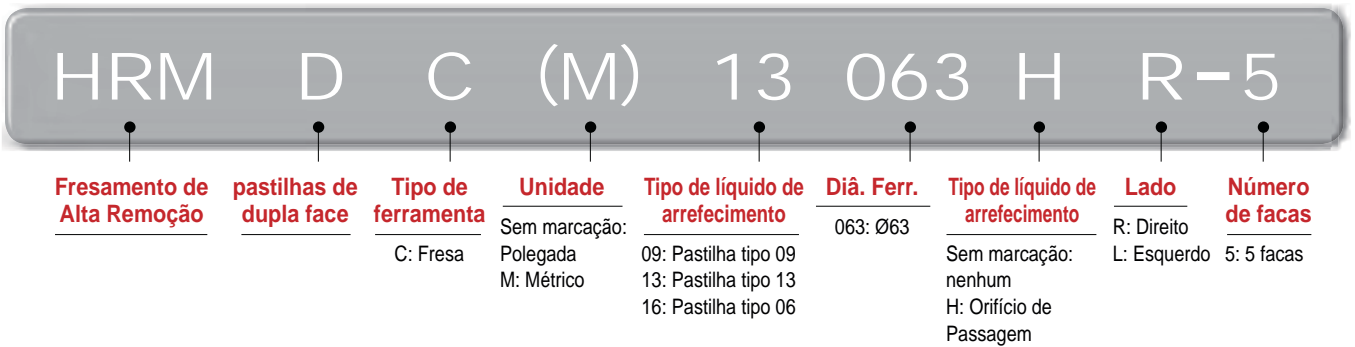 HRM D C (M) 13 063 H R-5
Fresamento de
Alta Remoção
pastilhas de
dupla face
Tipo de
ferramenta
C: Fresa
Unidade
Sem marcação:
Polegada
M: Métrico
Tipo de líquido de
arrefecimento
09: Pastilha tipo 09
13: Pastilha tipo 13
16: Pastilha tipo 06
Diâ. Ferr.
063: Ø63
Tipo de líquido de
arrefecimento
Sem marcação:
nenhum
H: Orifício de
Passagem
Lado
R: Direito
L: Esquerdo
Número
de facas
5: 5 facas